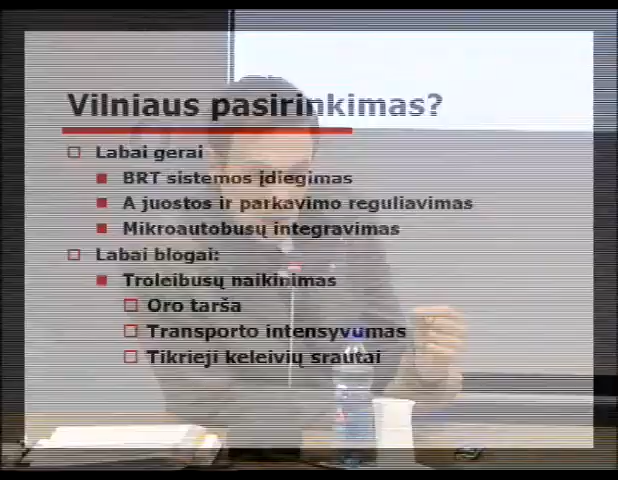 Vilniaus pasirinkimas?
Labai gerai
BRT sistemos įdiegimas
A juostos ir parkavimo reguliavimas
Mikroautobusų integravimas
Labai blogai:
Troleibusų naikinimas
Oro tarša
Transporto intensyvumas
Tikrieji keleivių srautai